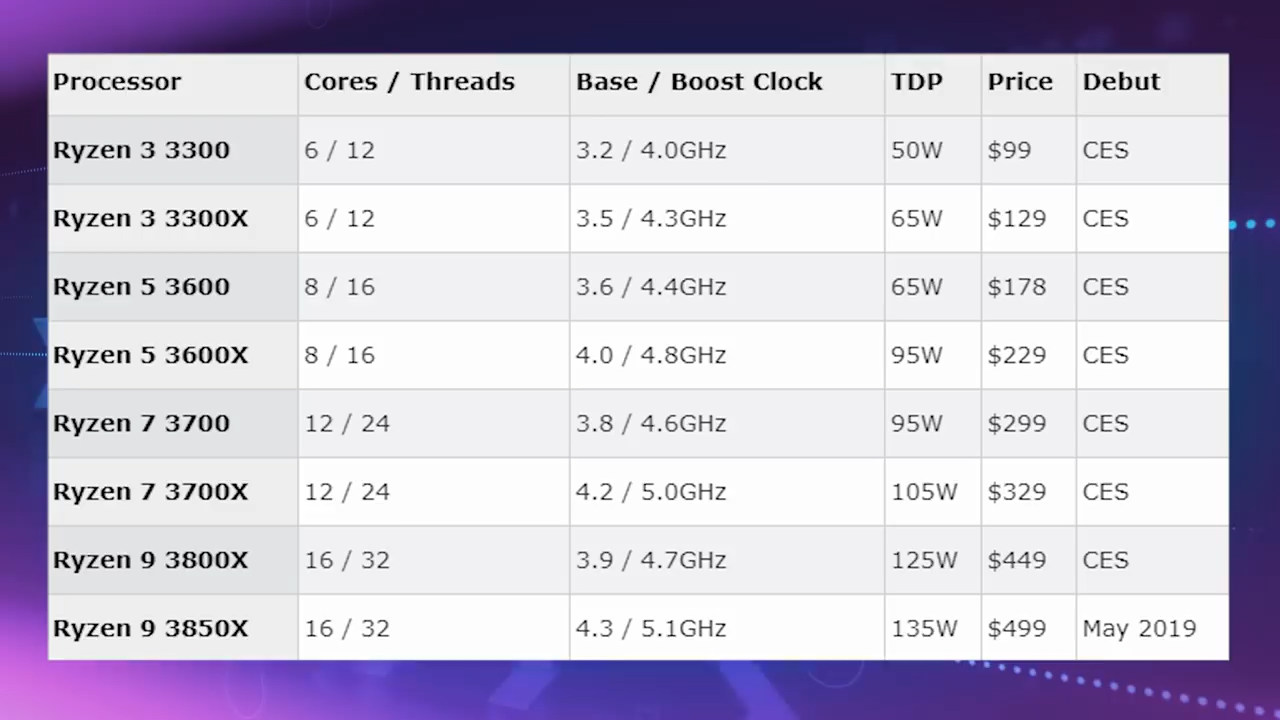 Processor Cores / Threads Base / Boost Clock TDP Price Debut
Ryzen 3 3300 6 / 12 3.2 / 4.0GHz 50W $99 CES
Ryzen 3 3300X 6 / 12 3.5 / 4.3GHz 65W $129 CES
Ryzen 5 3600 8 / 16 3.6 / 4.4GHz 65W $178 CES
Ryzen 5 3600X 8 / 16 4.0 / 4.8GHz 95W $229 CES
Ryzen 7 3700 12 / 24 3.8 / 4.6GHz 95W $299 CES
Ryzen 7 3700X 12 / 24 4.2 / 5.0GHz 105W $329 CES
Ryzen 9 3800X 16 / 32 3.9 / 4.7GHz 125W $449 CES
Ryzen 9 3850X 16 / 32 4.3 / 5.1GHz 135W $499 May 2019